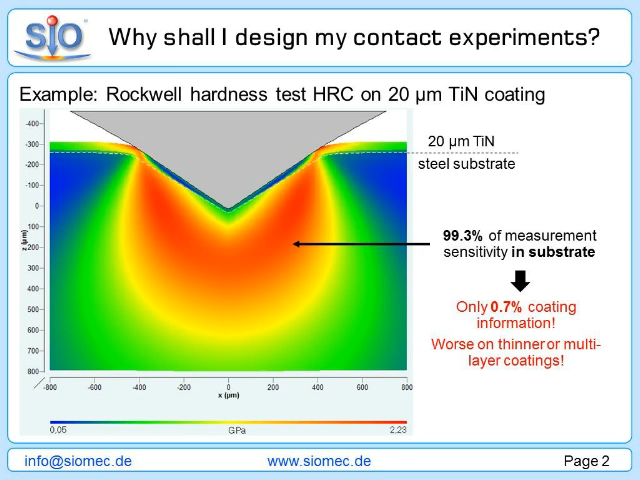 SIO
Why shall I design my contact experiments?
Example: Rockwell hardness test HRC on 20 µm TiN coating
-400
-300
-200
-100
0
100
200
300
400
500
600
700
800
z (µm)
-800
-600
-400
-200
0
200
400
600
800
x (µm)
0,05
GPa
2.23
20 µm TiN
steel substrate
99.3% of measurement
sensitivity in substrate
Only 0.7% coating
information!
Worse on thinner or multi-
layer coatings!
info@siomec.de
www.siomec.de
Page 2